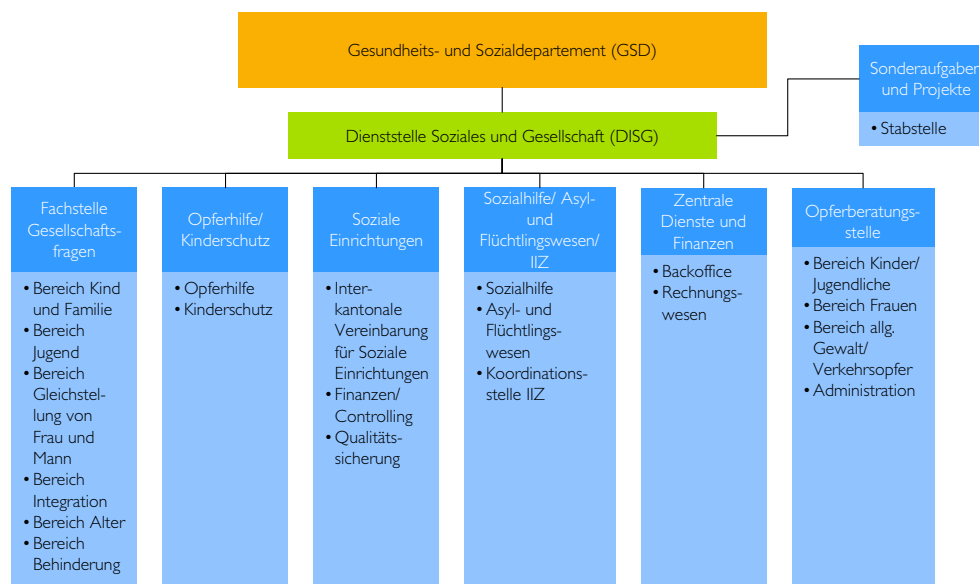 Gesundheits- und Sozialdepartement (GSD)
Sonderaufgaben
und Projekte
• Stabstelle
Dienststelle Soziales und Gesellschaft (DISG)
Fachstelle
Gesellschafts-
fragen
• Bereich Kind
und Familie
• Bereich
Jugend
• Bereich
Gleichstel-
lung von
Frau und
Mann
• Bereich
Integration
• Bereich Alter
• Bereich
Behinderung
Opferhilfe/
Kinderschutz
• Opferhilfe
• Kinderschutz
Soziale
Einrichtungen
• Inter-
kantonale
Vereinbarung
für Soziale
Einrichtungen
• Finanzen/
Controlling
• Qualitäts-
sicherung
Sozialhilfe/ Asyl-
und
Flüchtlingswesen/
IIZ
• Sozialhilfe
• Asyl- und
Flüchtlings-
wesen
• Koordinations-
stelle IIZ
Zentrale
Dienste und
Finanzen
• Backoffice
• Rechnungs-
wesen
Opferberatungs-
stelle
• Bereich Kinder/
Jugendliche
• Bereich Frauen
• Bereich allg.
Gewalt/
Verkehrsopfer
• Administration